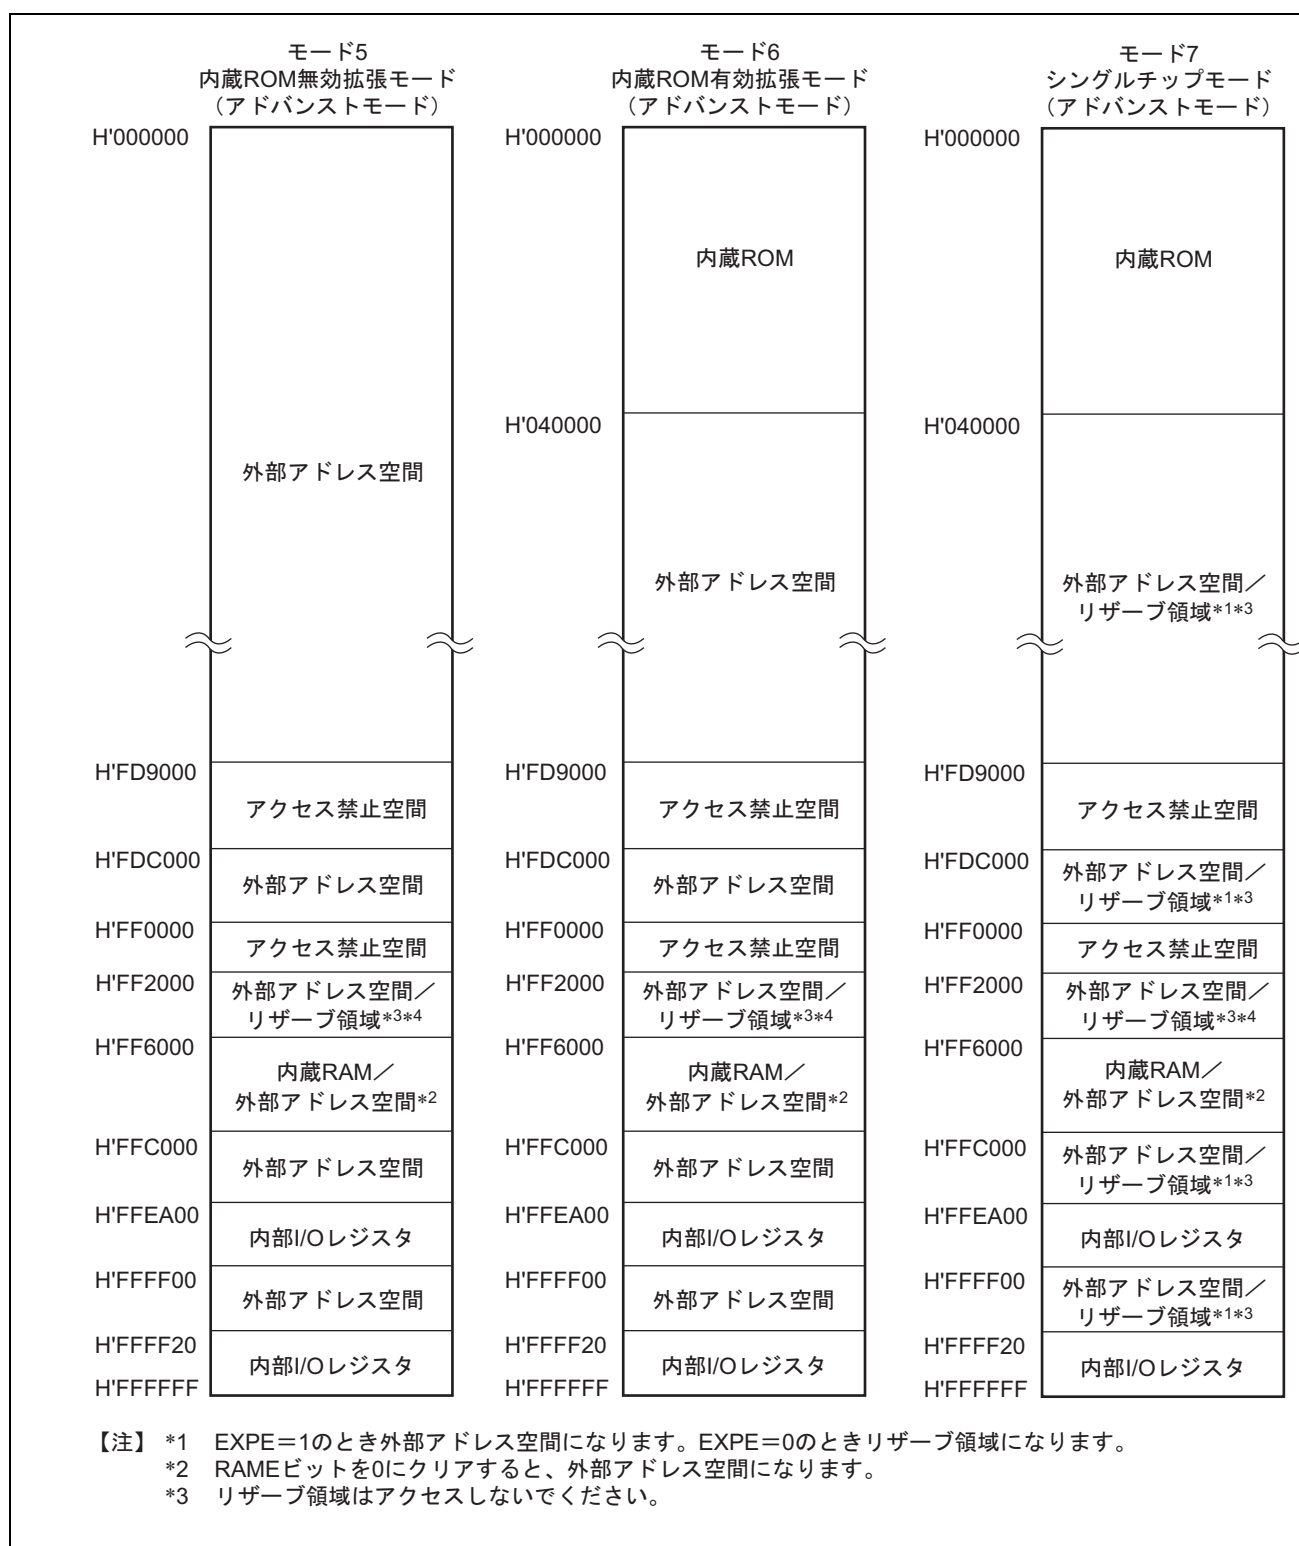 モード5
内蔵ROM無効拡張モード
（アドバンストモード）
H'000000
外部アドレス空間
H'FD9000
アクセス禁止空間
H'FDC000
外部アドレス空間
H'FF0000
アクセス禁止空間
H'FF2000
外部アドレス空間／
リザーブ領域*3*4
H'FF6000
内蔵RAM／
外部アドレス空間*2
H'FFC000
外部アドレス空間
H'FFEA00
内部I/Oレジスタ
H'FFFF00
外部アドレス空間
H'FFFF20
内部I/Oレジスタ
H'FFFFFF
モード6
内蔵ROM有効拡張モード
（アドバンストモード）
H'000000
内蔵ROM
H'040000
外部アドレス空間
H'FD9000
アクセス禁止空間
H'FDC000
外部アドレス空間
H'FF0000
アクセス禁止空間
H'FF2000
外部アドレス空間／
リザーブ領域*3*4
H'FF6000
内蔵RAM／
外部アドレス空間*2
H'FFC000
外部アドレス空間
H'FFEA00
内部I/Oレジスタ
H'FFFF00
外部アドレス空間
H'FFFF20
内部I/Oレジスタ
H'FFFFFF
モード7
シングルチップモード
（アドバンストモード）
H'000000
内蔵ROM
H'040000
外部アドレス空間／
リザーブ領域*1*3
H'FD9000
アクセス禁止空間
H'FDC000
外部アドレス空間／
リザーブ領域*1*3
H'FF0000
アクセス禁止空間
H'FF2000
外部アドレス空間／
リザーブ領域*3*4
H'FF6000
内蔵RAM／
外部アドレス空間*2
H'FFC000
外部アドレス空間／
リザーブ領域*1*3
H'FFEA00
内部I/Oレジスタ
H'FFFF00
外部アドレス空間／
リザーブ領域*1*3
H'FFFF20
内部I/Oレジスタ
H'FFFFFF
【注】 *1 EXPE＝1のとき外部アドレス空間になります。EXPE＝0のときリザーブ領域になります。
*2 RAMEビットを0にクリアすると、外部アドレス空間になります。
*3 リザーブ領域はアクセスしないでください。